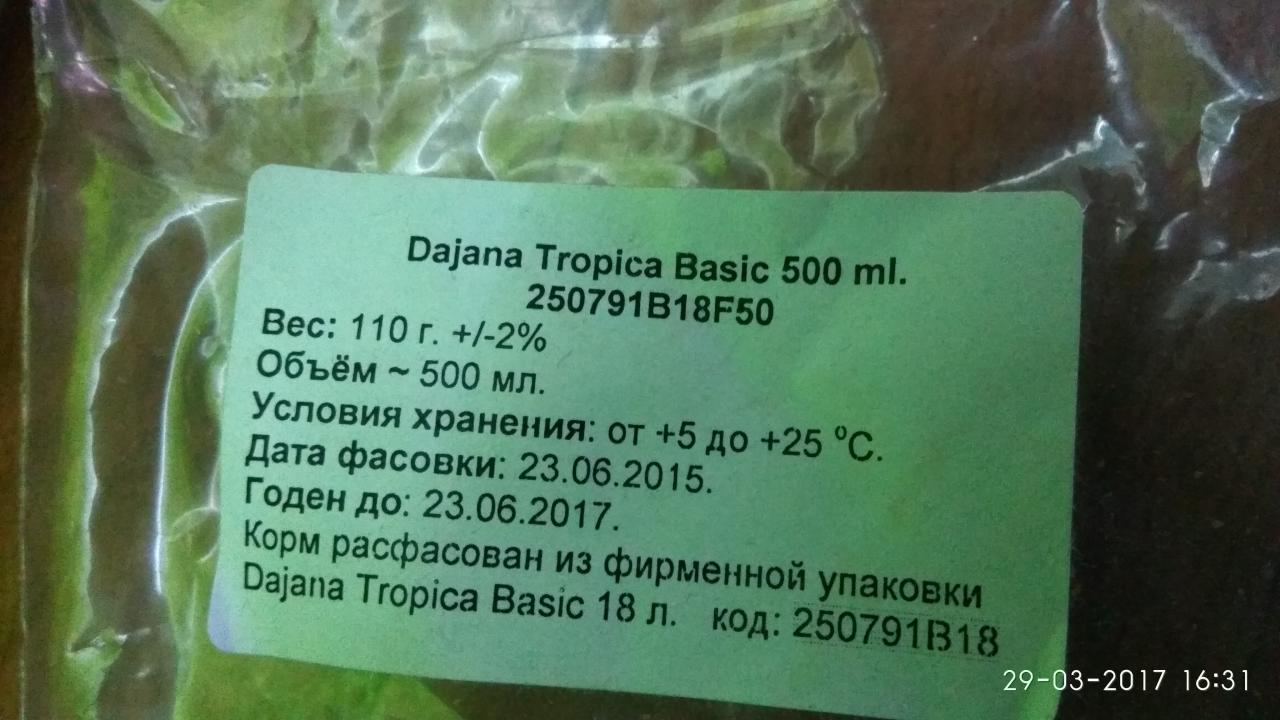 Dajana Tropica Basic 500 ml.
250791B18F50
Вес: 110 г. +/-2%
Объём ~ 500 мл.
Условия хранения: от +5 до +25 ºC.
Дата фасовки: 23.06.2015.
Годен до: 23.06.2017.
Корм расфасован из фирменной упаковки
Dajana Tropica Basic 18 л. код: 250791B18
29-03-2017 16:31